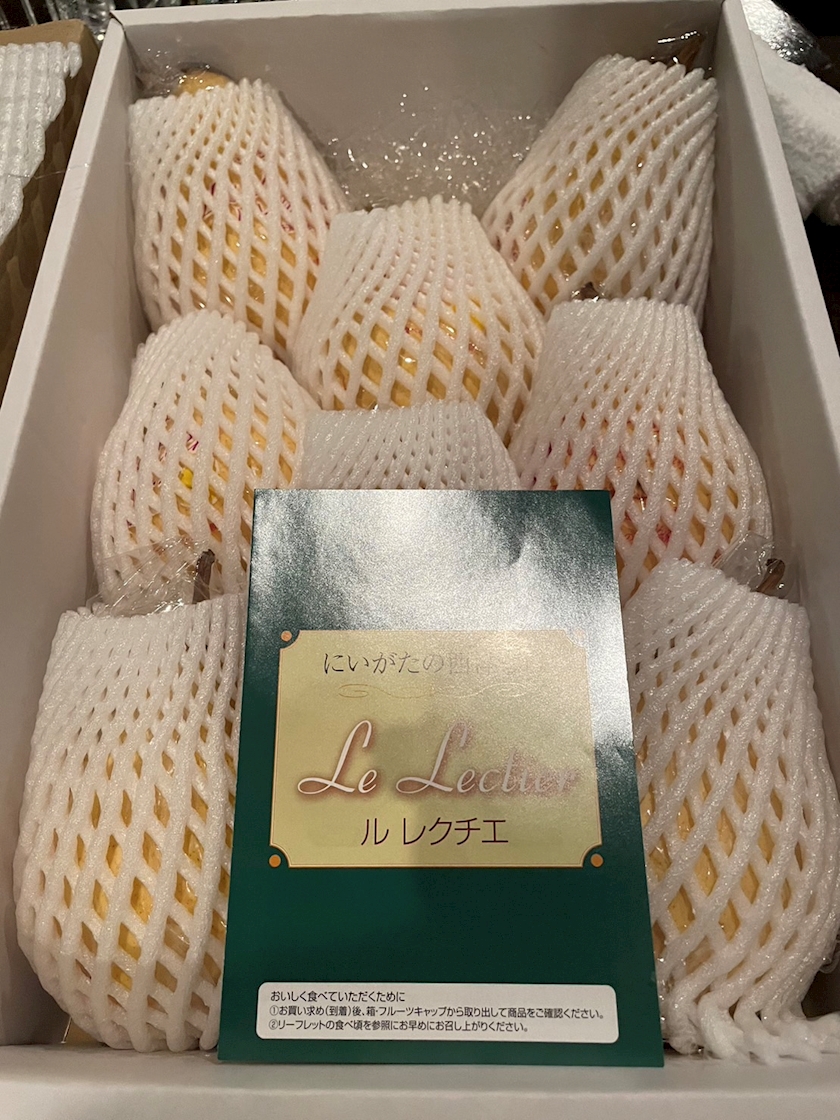 にいがたの西洋
Le Lectier
ル レクチエ
おいしく食べていただくために
①お買い求め(到着)後、箱・フルーツキャップから取り出して商品をご確認ください。
②リーフレットの食べ頃を参照にお早めにお召し上がりください。